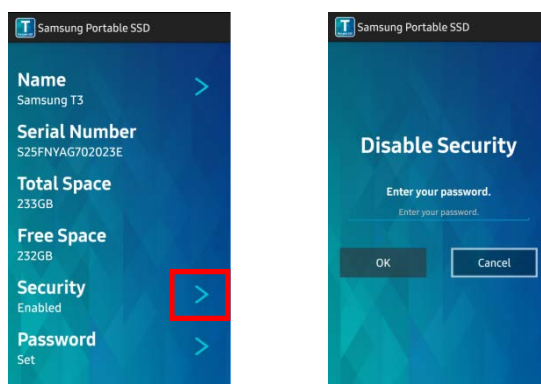 Samsung Portable SSD
Name
Samsung T3
Serial Number
S25FNYAG702023E
Total Space
233GB
Free Space
232GB
Security
Enabled
Password
Set
Samsung Portable SSD
Disable Security
Enter your password.
Enter your password.
OK Cancel